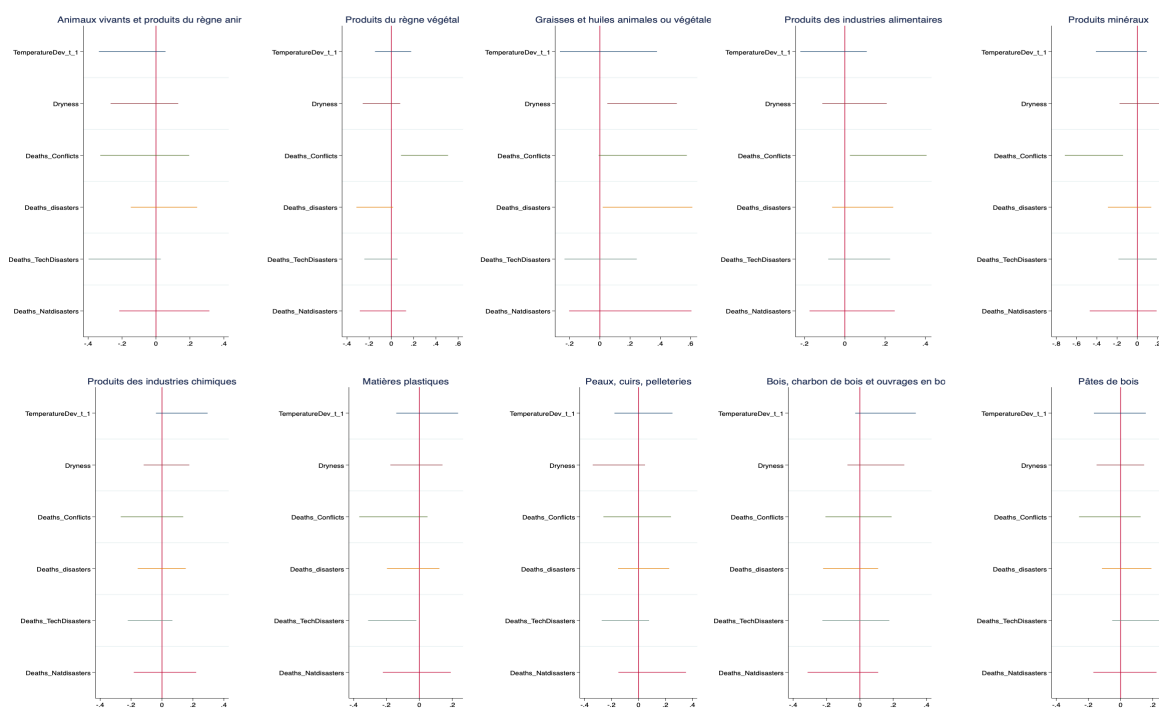 Animaux vivants et produits du règne anir
TemperatureDev_t_1
Dryness
Deaths_Conflicts
Deaths_disasters
Deaths_TechDisasters
Deaths_Natdisasters
-.4 -.2 0 .2 .4
Produits du règne végétal
TemperatureDev_t_1
Dryness
Deaths_Conflicts
Deaths_disasters
Deaths_TechDisasters
Deaths_Natdisasters
-.4 -.2 0 .2 .4 .6
Graisses et huiles animales ou végétale
TemperatureDev_t_1
Dryness
Deaths_Conflicts
Deaths_disasters
Deaths_TechDisasters
Deaths_Natdisasters
-.2 0 .2 .4 .6
Produits des industries alimentaires
TemperatureDev_t_1
Dryness
Deaths_Conflicts
Deaths_disasters
Deaths_TechDisasters
Deaths_Natdisasters
-.2 0 .2 .4
Produits minéraux
TemperatureDev_t_1
Dryness
Deaths_Conflicts
Deaths_disasters
Deaths_TechDisasters
Deaths_Natdisasters
-.8 -.6 -.4 -.2 0 .2
Produits des industries chimiques
TemperatureDev_t_1
Dryness
Deaths_Conflicts
Deaths_disasters
Deaths_TechDisasters
Deaths_Natdisasters
-.4 -.2 0 .2 .4
Matières plastiques
TemperatureDev_t_1
Dryness
Deaths_Conflicts
Deaths_disasters
Deaths_TechDisasters
Deaths_Natdisasters
-.4 -.2 0 .2
Peaux, cuirs, pelleteries
TemperatureDev_t_1
Dryness
Deaths_Conflicts
Deaths_disasters
Deaths_TechDisasters
Deaths_Natdisasters
-.4 -.2 0 .2 .4
Bois, charbon de bois et ouvrages en bo
TemperatureDev_t_1
Dryness
Deaths_Conflicts
Deaths_disasters
Deaths_TechDisasters
Deaths_Natdisasters
-.4 -.2 0 .2 .4
Pâtes de bois
TemperatureDev_t_1
Dryness
Deaths_Conflicts
Deaths_disasters
Deaths_TechDisasters
Deaths_Natdisasters
-.4 -.2 0 .2